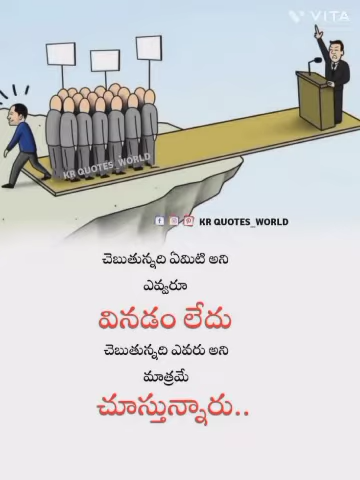 VITA
KR QUOTES_WORLD
KR QUOTES_WORLD
చెబుతున్నది ఏమిటి అని
ఎవ్వరూ
వినడం లేదు
చెబుతున్నది ఎవరు అని
మాత్రమే
చూస్తున్నారు..